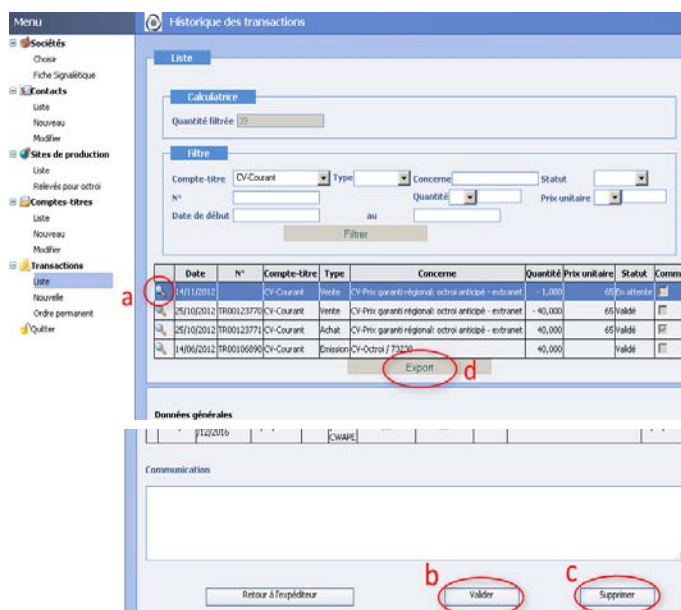 Menu
Historique des transactions
Sociétés
Choisir
Fiche Signalétique
Contacts
Liste
Nouveau
Modifier
Sites de production
Liste
Relevés pour octroi
Comptes-titres
Liste
Nouveau
Modifier
Transactions
Liste
Nouvelle
Ordre permanent
Quitter
Liste
Calculatrice
Quantité filtrée 39
Filtre
Compte-titre CV-Courant Type Concerne Statut
N° Quantité Prix unitaire
Date de début au
Filtrer
Date N° Compte-titre Type Concerne Quantité Prix unitaire Statut Comm
a 14/11/2012 CV-Courant Vente CV-Prix garanti régional: octroi anticipé - extranet - 1,000 65 En attente
25/10/2012 TR00123770 CV-Courant Vente CV-Prix garanti régional: octroi anticipé - extranet - 40,000 65 Validé
25/10/2012 TR00123771 CV-Courant Achat CV-Prix garanti régional: octroi anticipé - extranet 40,000 65 Validé
14/06/2012 TR00106890 CV-Courant Emission CV-Octroi / 73230 40,000 Validé
Export d
Données générales
/12/2016 CWAPE
Communication
b c
Retour à l'expéditeur Valider Supprimer